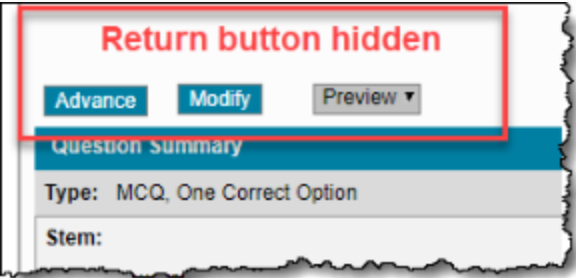 Return button hidden
Advance Modify Preview ▾
Question Summary
Type: MCQ, One Correct Option
Stem: